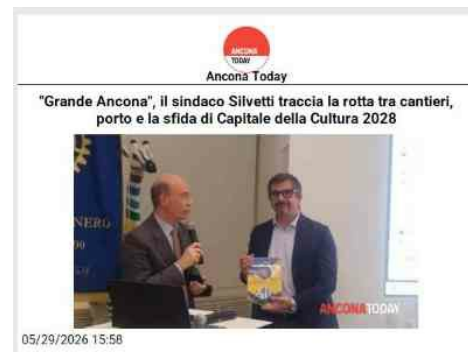 ANCONA
TODAY
Ancona Today
"Grande Ancona", il sindaco Silvetti traccia la rotta tra cantieri,
porto e la sfida di Capitale della Cultura 2028
NERO
90
ANCONATODAY
05/29/2026 15:58